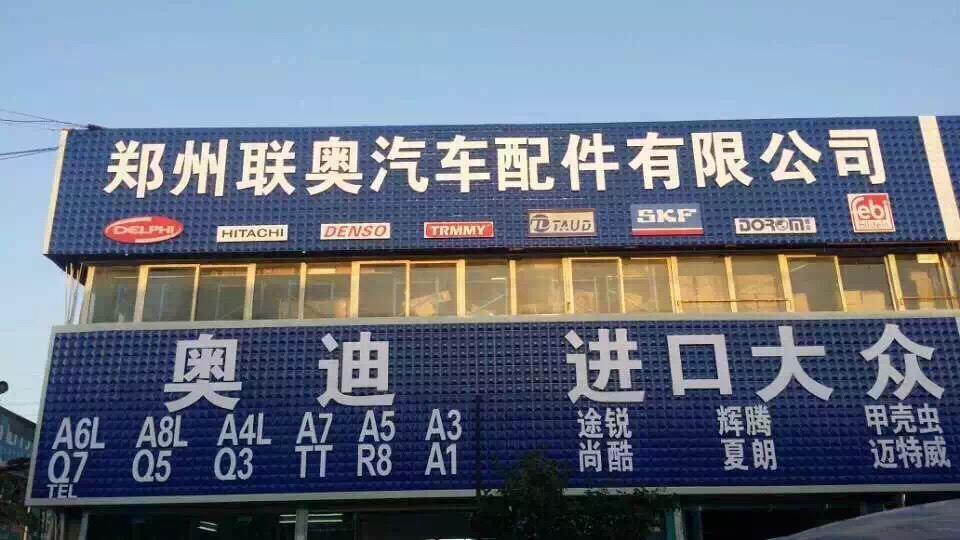 郑州联奥汽车配件有限公司
DELPHI HITACHI DENSO TRMMY TAUD SKF DOROM febi
奥迪 进口大众
A6L A8L A4L A7 A5 A3 途锐 辉腾 甲壳虫
Q7 Q5 Q3 TT R8 A1 尚酷 夏朗 迈特威
TEL